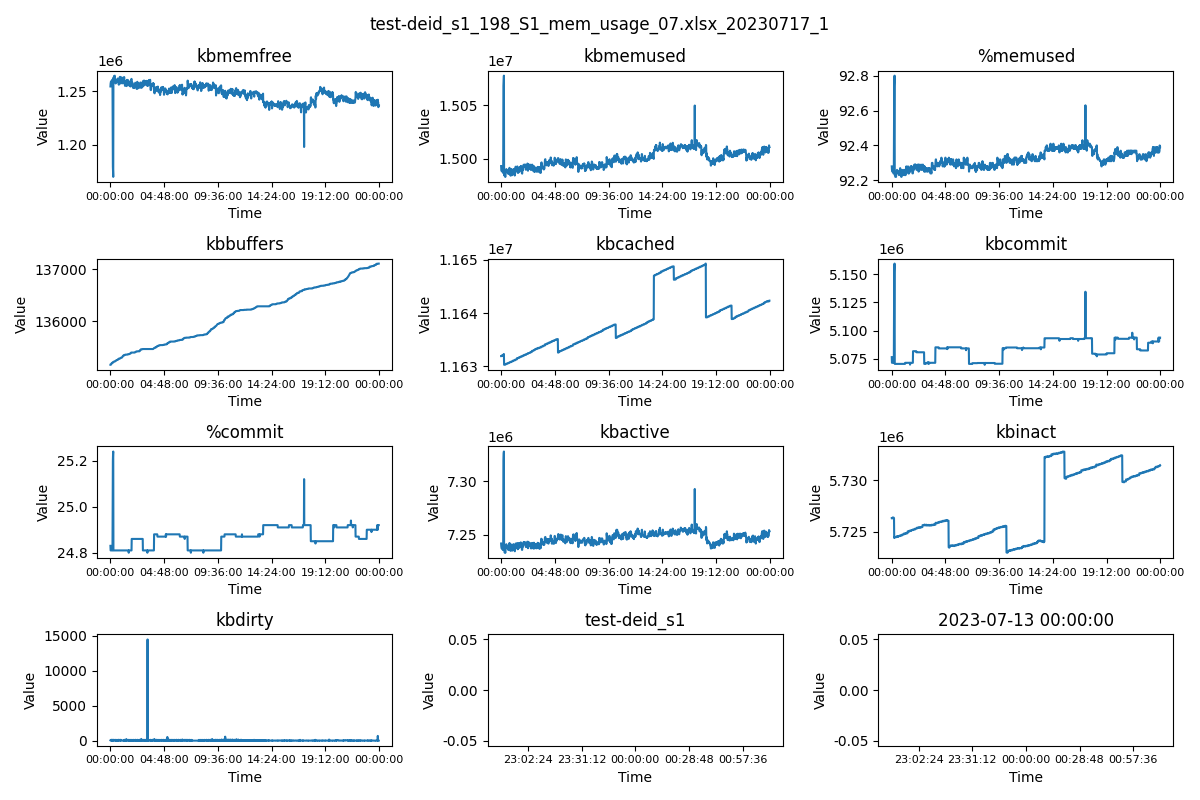 test-deid_s1_198_S1_mem_usage_07.xlsx_20230717_1
kbmemfree
1e6
1.25
1.20
Value
00:00:00 04:48:00 09:36:00 14:24:00 19:12:00 00:00:00
Time
kbmemused
1e7
1.505
1.500
Value
00:00:00 04:48:00 09:36:00 14:24:00 19:12:00 00:00:00
Time
%memused
92.8
92.6
92.4
92.2
Value
00:00:00 04:48:00 09:36:00 14:24:00 19:12:00 00:00:00
Time
kbbuffers
137000
136000
Value
00:00:00 04:48:00 09:36:00 14:24:00 19:12:00 00:00:00
Time
kbcached
1e7
1.165
1.164
1.163
Value
00:00:00 04:48:00 09:36:00 14:24:00 19:12:00 00:00:00
Time
kbcommit
1e6
5.150
5.125
5.100
5.075
Value
00:00:00 04:48:00 09:36:00 14:24:00 19:12:00 00:00:00
Time
%commit
25.2
25.0
24.8
Value
00:00:00 04:48:00 09:36:00 14:24:00 19:12:00 00:00:00
Time
kbactive
1e6
7.30
7.25
Value
00:00:00 04:48:00 09:36:00 14:24:00 19:12:00 00:00:00
Time
kbinact
1e6
5.730
5.725
Value
00:00:00 04:48:00 09:36:00 14:24:00 19:12:00 00:00:00
Time
kbdirty
15000
10000
5000
0
Value
00:00:00 04:48:00 09:36:00 14:24:00 19:12:00 00:00:00
Time
test-deid_s1
0.05
0.00
-0.05
Value
23:02:24 23:31:12 00:00:00 00:28:48 00:57:36
Time
2023-07-13 00:00:00
0.05
0.00
-0.05
Value
23:02:24 23:31:12 00:00:00 00:28:48 00:57:36
Time